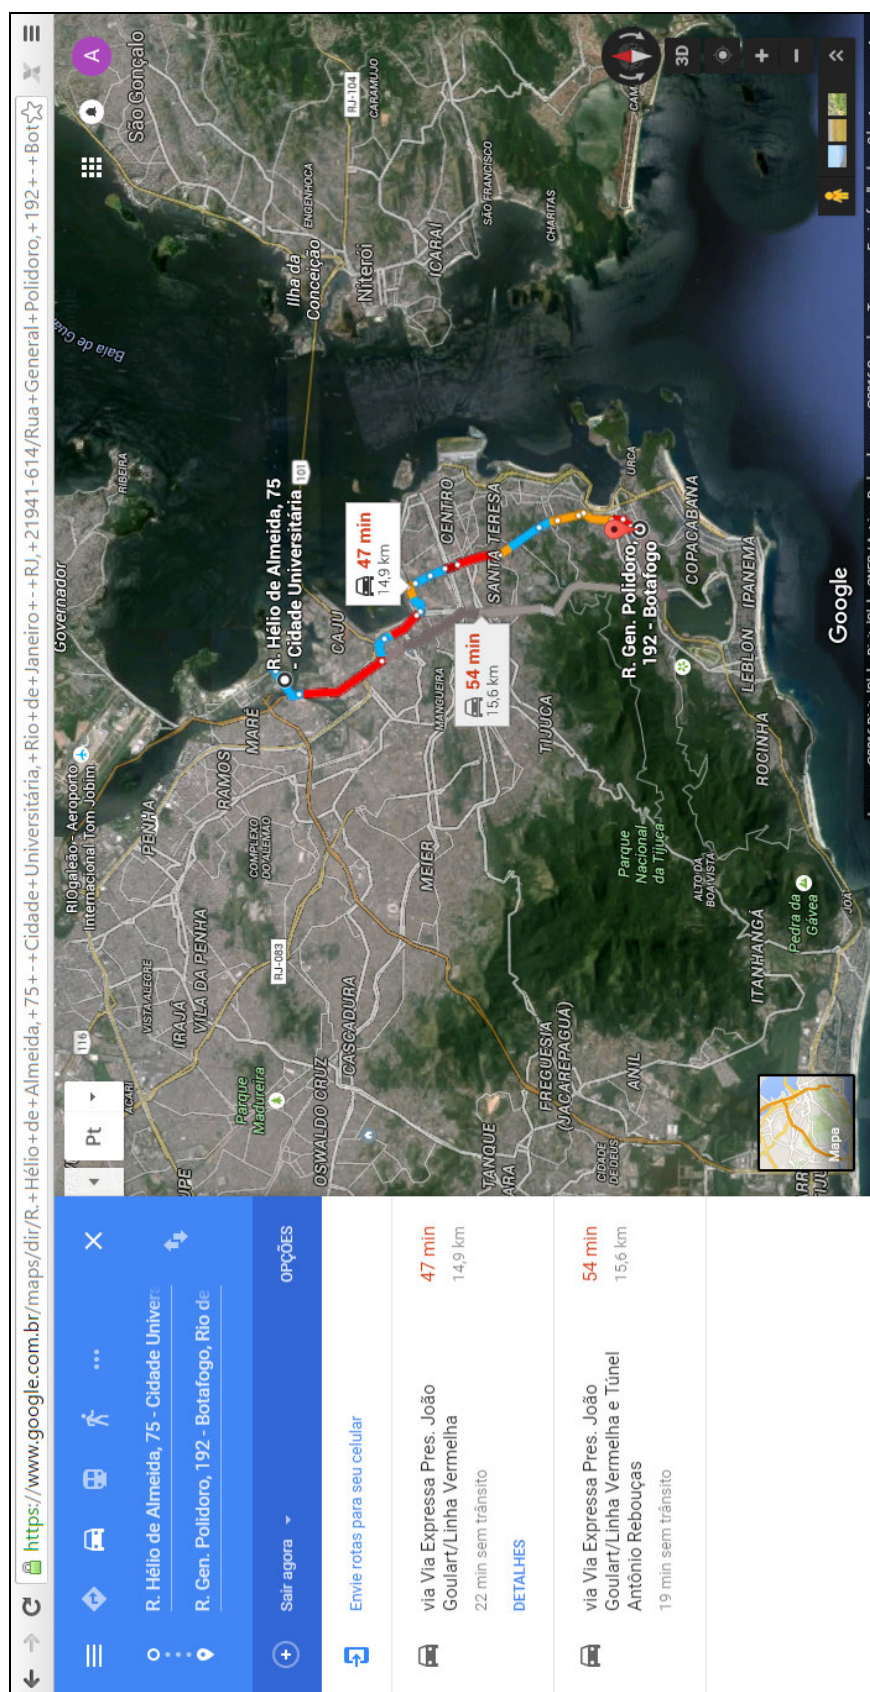 https://www.google.com.br/maps/dir/R.+Hélio+de+Almeida,+75+-+Cidade+Universitária,+Rio+de+Janeiro+-+RJ,+21941-614/Rua+General+Polidoro,+192+-+Bot
R. Hélio de Almeida, 75 - Cidade Univers
R. Gen. Polidoro, 192 - Botafogo, Rio de
Sair agora
OPÇÕES
Envie rotas para seu celular
via Via Expressa Pres. João
Goulart/Linha Vermelha
47 min
14,9 km
22 min sem trânsito
DETALHES
via Via Expressa Pres. João
Goulart/Linha Vermelha e Túnel
Antônio Rebouças
54 min
15,6 km
19 min sem trânsito
Pt
A
São Gonçalo
Governador
RIBEIRA
Baía de Gua
RIOgaleão - Aeroporto
Internacional Tom Jobim
116
ACARI
VISTA ALEGRE
IRAJÁ
VILA DA PENHA
PENHA
RAMOS
MARÉ
COMPLEXO
DO ALEMÃO
RJ-083
Parque
Madureira
OSWALDO CRUZ
CASCADURA
MEIER
MANGUEIRA
CAJU
R. Hélio de Almeida, 75
- Cidade Universitária
101
Ilha da
Conceição
ENGENHOCA
RJ-104
CARAMUJO
Niterói
ICARAÍ
SÃO FRANCISCO
CHARITAS
CAM
47 min
14,9 km
54 min
15,6 km
CENTRO
SANTA TERESA
TIJUCA
URCA
R. Gen. Polidoro,
192 - Botafogo
COPACABANA
IPANEMA
LEBLON
ROCINHA
Parque
Nacional
da Tijuca
ALTO DA
BOA VISTA
ITANHANGÁ
Pedra da
Gávea
JOÁ
FREGUESIA
(JACAREPAGUÁ)
ANIL
TANQUE
CIDADE
DE DEUS
UPE
ARA
Mapa
Google
3D